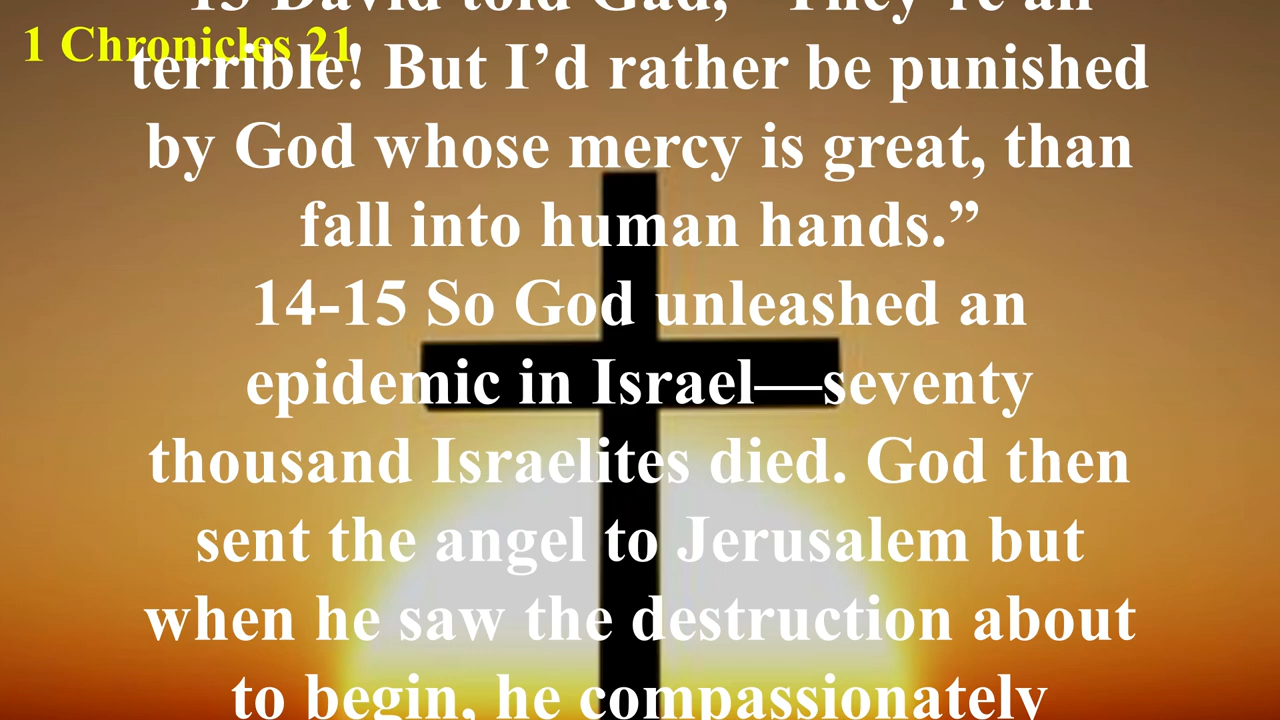 13 David told Gad, “They’re all
1 Chronicles 21
terrible! But I’d rather be punished
by God whose mercy is great, than
fall into human hands.”
14-15 So God unleashed an
epidemic in Israel—seventy
thousand Israelites died. God then
sent the angel to Jerusalem but
when he saw the destruction about
to begin, he compassionately